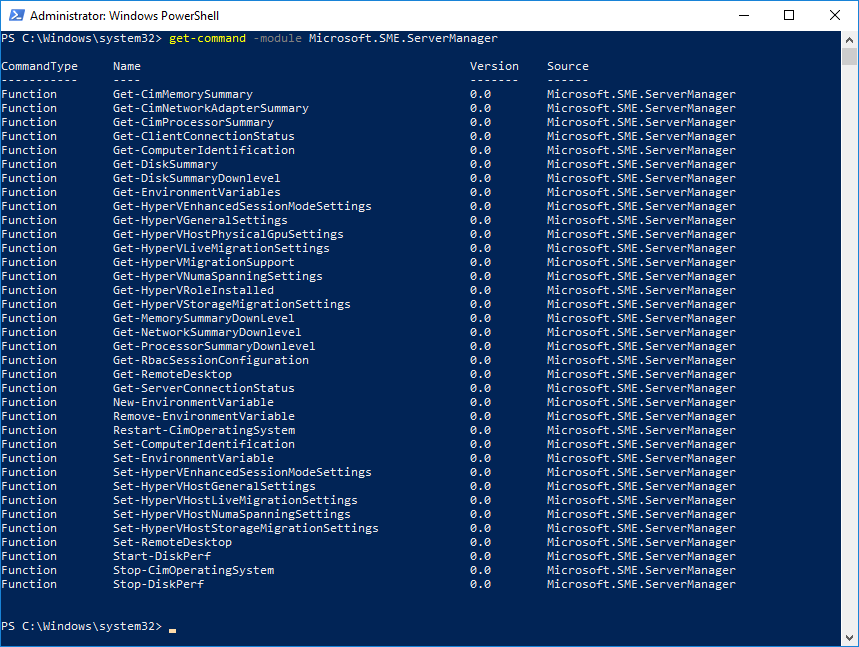 Administrator: Windows PowerShell
PS C:\Windows\system32> get-command -module Microsoft.SME.ServerManager
CommandType Name Version Source
----------- ---- ------- ------
Function Get-CimMemorySummary 0.0 Microsoft.SME.ServerManager
Function Get-CimNetworkAdapterSummary 0.0 Microsoft.SME.ServerManager
Function Get-CimProcessorSummary 0.0 Microsoft.SME.ServerManager
Function Get-ClientConnectionStatus 0.0 Microsoft.SME.ServerManager
Function Get-ComputerIdentification 0.0 Microsoft.SME.ServerManager
Function Get-DiskSummary 0.0 Microsoft.SME.ServerManager
Function Get-DiskSummaryDownlevel 0.0 Microsoft.SME.ServerManager
Function Get-EnvironmentVariables 0.0 Microsoft.SME.ServerManager
Function Get-HyperVEnhancedSessionModeSettings 0.0 Microsoft.SME.ServerManager
Function Get-HyperVGeneralSettings 0.0 Microsoft.SME.ServerManager
Function Get-HyperVHostPhysicalGpuSettings 0.0 Microsoft.SME.ServerManager
Function Get-HyperVLiveMigrationSettings 0.0 Microsoft.SME.ServerManager
Function Get-HyperVMigrationSupport 0.0 Microsoft.SME.ServerManager
Function Get-HyperVNumaSpanningSettings 0.0 Microsoft.SME.ServerManager
Function Get-HyperVRoleInstalled 0.0 Microsoft.SME.ServerManager
Function Get-HyperVStorageMigrationSettings 0.0 Microsoft.SME.ServerManager
Function Get-MemorySummaryDownLevel 0.0 Microsoft.SME.ServerManager
Function Get-NetworkSummaryDownlevel 0.0 Microsoft.SME.ServerManager
Function Get-ProcessorSummaryDownlevel 0.0 Microsoft.SME.ServerManager
Function Get-RbacSessionConfiguration 0.0 Microsoft.SME.ServerManager
Function Get-RemoteDesktop 0.0 Microsoft.SME.ServerManager
Function Get-ServerConnectionStatus 0.0 Microsoft.SME.ServerManager
Function New-EnvironmentVariable 0.0 Microsoft.SME.ServerManager
Function Remove-EnvironmentVariable 0.0 Microsoft.SME.ServerManager
Function Restart-CimOperatingSystem 0.0 Microsoft.SME.ServerManager
Function Set-ComputerIdentification 0.0 Microsoft.SME.ServerManager
Function Set-EnvironmentVariable 0.0 Microsoft.SME.ServerManager
Function Set-HyperVEnhancedSessionModeSettings 0.0 Microsoft.SME.ServerManager
Function Set-HyperVHostGeneralSettings 0.0 Microsoft.SME.ServerManager
Function Set-HyperVHostLiveMigrationSettings 0.0 Microsoft.SME.ServerManager
Function Set-HyperVHostNumaSpanningSettings 0.0 Microsoft.SME.ServerManager
Function Set-HyperVHostStorageMigrationSettings 0.0 Microsoft.SME.ServerManager
Function Set-RemoteDesktop 0.0 Microsoft.SME.ServerManager
Function Start-DiskPerf 0.0 Microsoft.SME.ServerManager
Function Stop-CimOperatingSystem 0.0 Microsoft.SME.ServerManager
Function Stop-DiskPerf 0.0 Microsoft.SME.ServerManager
PS C:\Windows\system32> _